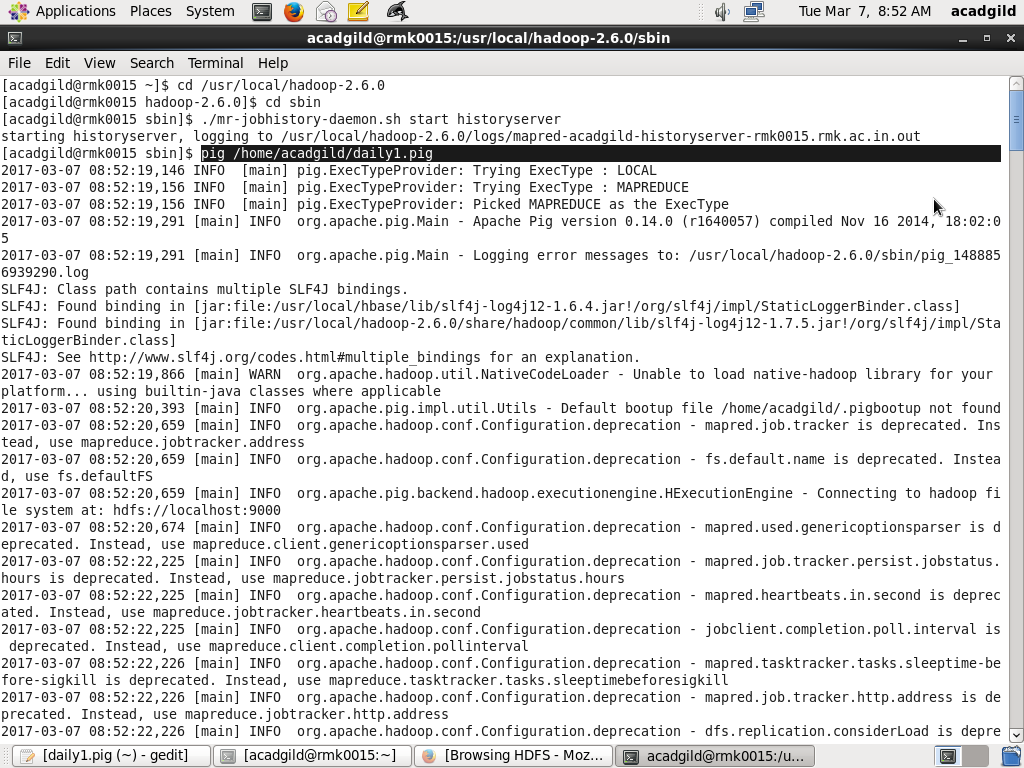 Applications Places System Tue Mar 7, 8:52 AM acadgild
acadgild@rmk0015:/usr/local/hadoop-2.6.0/sbin
File Edit View Search Terminal Help
[acadgild@rmk0015 ~]$ cd /usr/local/hadoop-2.6.0
[acadgild@rmk0015 hadoop-2.6.0]$ cd sbin
[acadgild@rmk0015 sbin]$ ./mr-jobhistory-daemon.sh start historyserver
starting historyserver, logging to /usr/local/hadoop-2.6.0/logs/mapred-acadgild-historyserver-rmk0015.rmk.ac.in.out
[acadgild@rmk0015 sbin]$ pig /home/acadgild/daily1.pig
2017-03-07 08:52:19,146 INFO  [main] pig.ExecTypeProvider: Trying ExecType : LOCAL
2017-03-07 08:52:19,156 INFO  [main] pig.ExecTypeProvider: Trying ExecType : MAPREDUCE
2017-03-07 08:52:19,156 INFO  [main] pig.ExecTypeProvider: Picked MAPREDUCE as the ExecType
2017-03-07 08:52:19,291 [main] INFO  org.apache.pig.Main - Apache Pig version 0.14.0 (r1640057) compiled Nov 16 2014, 18:02:0
5
2017-03-07 08:52:19,291 [main] INFO  org.apache.pig.Main - Logging error messages to: /usr/local/hadoop-2.6.0/sbin/pig_148885
6939290.log
SLF4J: Class path contains multiple SLF4J bindings.
SLF4J: Found binding in [jar:file:/usr/local/hbase/lib/slf4j-log4j12-1.6.4.jar!/org/slf4j/impl/StaticLoggerBinder.class]
SLF4J: Found binding in [jar:file:/usr/local/hadoop-2.6.0/share/hadoop/common/lib/slf4j-log4j12-1.7.5.jar!/org/slf4j/impl/Sta
ticLoggerBinder.class]
SLF4J: See http://www.slf4j.org/codes.html#multiple_bindings for an explanation.
2017-03-07 08:52:19,866 [main] WARN  org.apache.hadoop.util.NativeCodeLoader - Unable to load native-hadoop library for your
platform... using builtin-java classes where applicable
2017-03-07 08:52:20,393 [main] INFO  org.apache.pig.impl.util.Utils - Default bootup file /home/acadgild/.pigbootup not found
2017-03-07 08:52:20,659 [main] INFO  org.apache.hadoop.conf.Configuration.deprecation - mapred.job.tracker is deprecated. Ins
tead, use mapreduce.jobtracker.address
2017-03-07 08:52:20,659 [main] INFO  org.apache.hadoop.conf.Configuration.deprecation - fs.default.name is deprecated. Instea
d, use fs.defaultFS
2017-03-07 08:52:20,659 [main] INFO  org.apache.pig.backend.hadoop.executionengine.HExecutionEngine - Connecting to hadoop fi
le system at: hdfs://localhost:9000
2017-03-07 08:52:20,674 [main] INFO  org.apache.hadoop.conf.Configuration.deprecation - mapred.used.genericoptionsparser is d
eprecated. Instead, use mapreduce.client.genericoptionsparser.used
2017-03-07 08:52:22,225 [main] INFO  org.apache.hadoop.conf.Configuration.deprecation - mapred.job.tracker.persist.jobstatus.
hours is deprecated. Instead, use mapreduce.jobtracker.persist.jobstatus.hours
2017-03-07 08:52:22,225 [main] INFO  org.apache.hadoop.conf.Configuration.deprecation - mapred.heartbeats.in.second is deprec
ated. Instead, use mapreduce.jobtracker.heartbeats.in.second
2017-03-07 08:52:22,225 [main] INFO  org.apache.hadoop.conf.Configuration.deprecation - jobclient.completion.poll.interval is
 deprecated. Instead, use mapreduce.client.completion.pollinterval
2017-03-07 08:52:22,226 [main] INFO  org.apache.hadoop.conf.Configuration.deprecation - mapred.tasktracker.tasks.sleeptime-be
fore-sigkill is deprecated. Instead, use mapreduce.tasktracker.tasks.sleeptimebeforesigkill
2017-03-07 08:52:22,226 [main] INFO  org.apache.hadoop.conf.Configuration.deprecation - mapred.job.tracker.http.address is de
precated. Instead, use mapreduce.jobtracker.http.address
2017-03-07 08:52:22,226 [main] INFO  org.apache.hadoop.conf.Configuration.deprecation - dfs.replication.considerLoad is depre
[daily1.pig (~) - gedit] [acadgild@rmk0015:~] [Browsing HDFS - Moz... acadgild@rmk0015:/u...